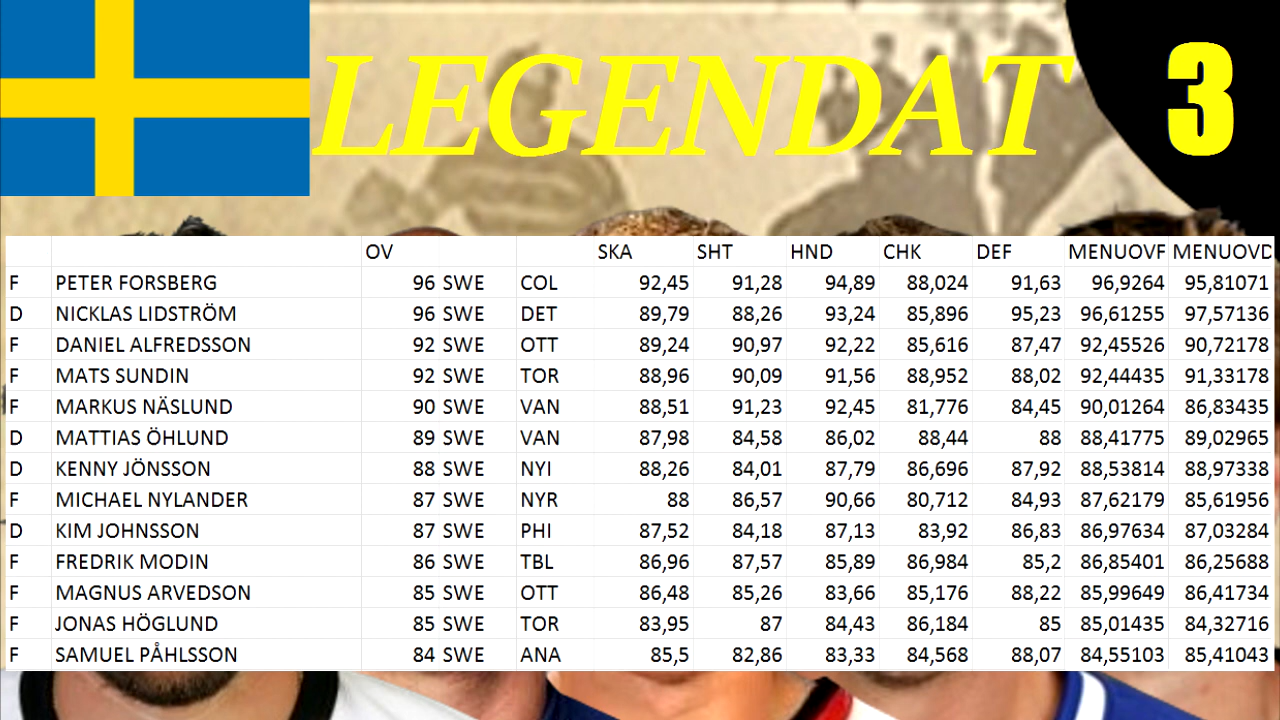 LEGENDAT 3
OV SKA SHT HND CHK DEF MENUOVF MENUOVD
F PETER FORSBERG 96 SWE COL 92,45 91,28 94,89 88,024 91,63 96,9264 95,81071
D NICKLAS LIDSTRÖM 96 SWE DET 89,79 88,26 93,24 85,896 95,23 96,61255 97,57136
F DANIEL ALFREDSSON 92 SWE OTT 89,24 90,97 92,22 85,616 87,47 92,45526 90,72178
F MATS SUNDIN 92 SWE TOR 88,96 90,09 91,56 88,952 88,02 92,44435 91,33178
F MARKUS NÄSLUND 90 SWE VAN 88,51 91,23 92,45 81,776 84,45 90,01264 86,83435
D MATTIAS ÖHLUND 89 SWE VAN 87,98 84,58 86,02 88,44 88 88,41775 89,02965
D KENNY JÖNSSON 88 SWE NYI 88,26 84,01 87,79 86,696 87,92 88,53814 88,97338
F MICHAEL NYLANDER 87 SWE NYR 88 86,57 90,66 80,712 84,93 87,62179 85,61956
D KIM JOHNSSON 87 SWE PHI 87,52 84,18 87,13 83,92 86,83 86,97634 87,03284
F FREDRIK MODIN 86 SWE TBL 86,96 87,57 85,89 86,984 85,2 86,85401 86,25688
F MAGNUS ARVEDSON 85 SWE OTT 86,48 85,26 83,66 85,176 88,22 85,99649 86,41734
F JONAS HÖGLUND 85 SWE TOR 83,95 87 84,43 86,184 85 85,01435 84,32716
F SAMUEL PÅHLSSON 84 SWE ANA 85,5 82,86 83,33 84,568 88,07 84,55103 85,41043